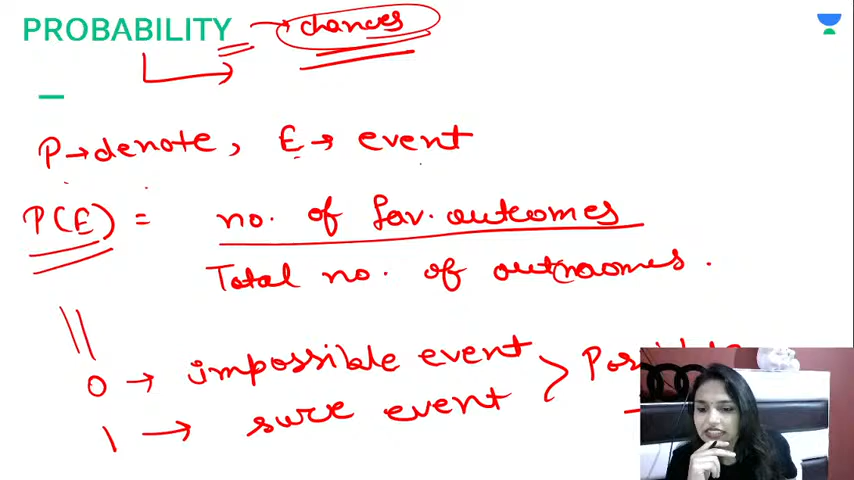 PROBABILITY → chances
P → denote, E → event
P(E) = no. of fav. outcomes
Total no. of outcomes.
0 → impossible event
1 → sure event